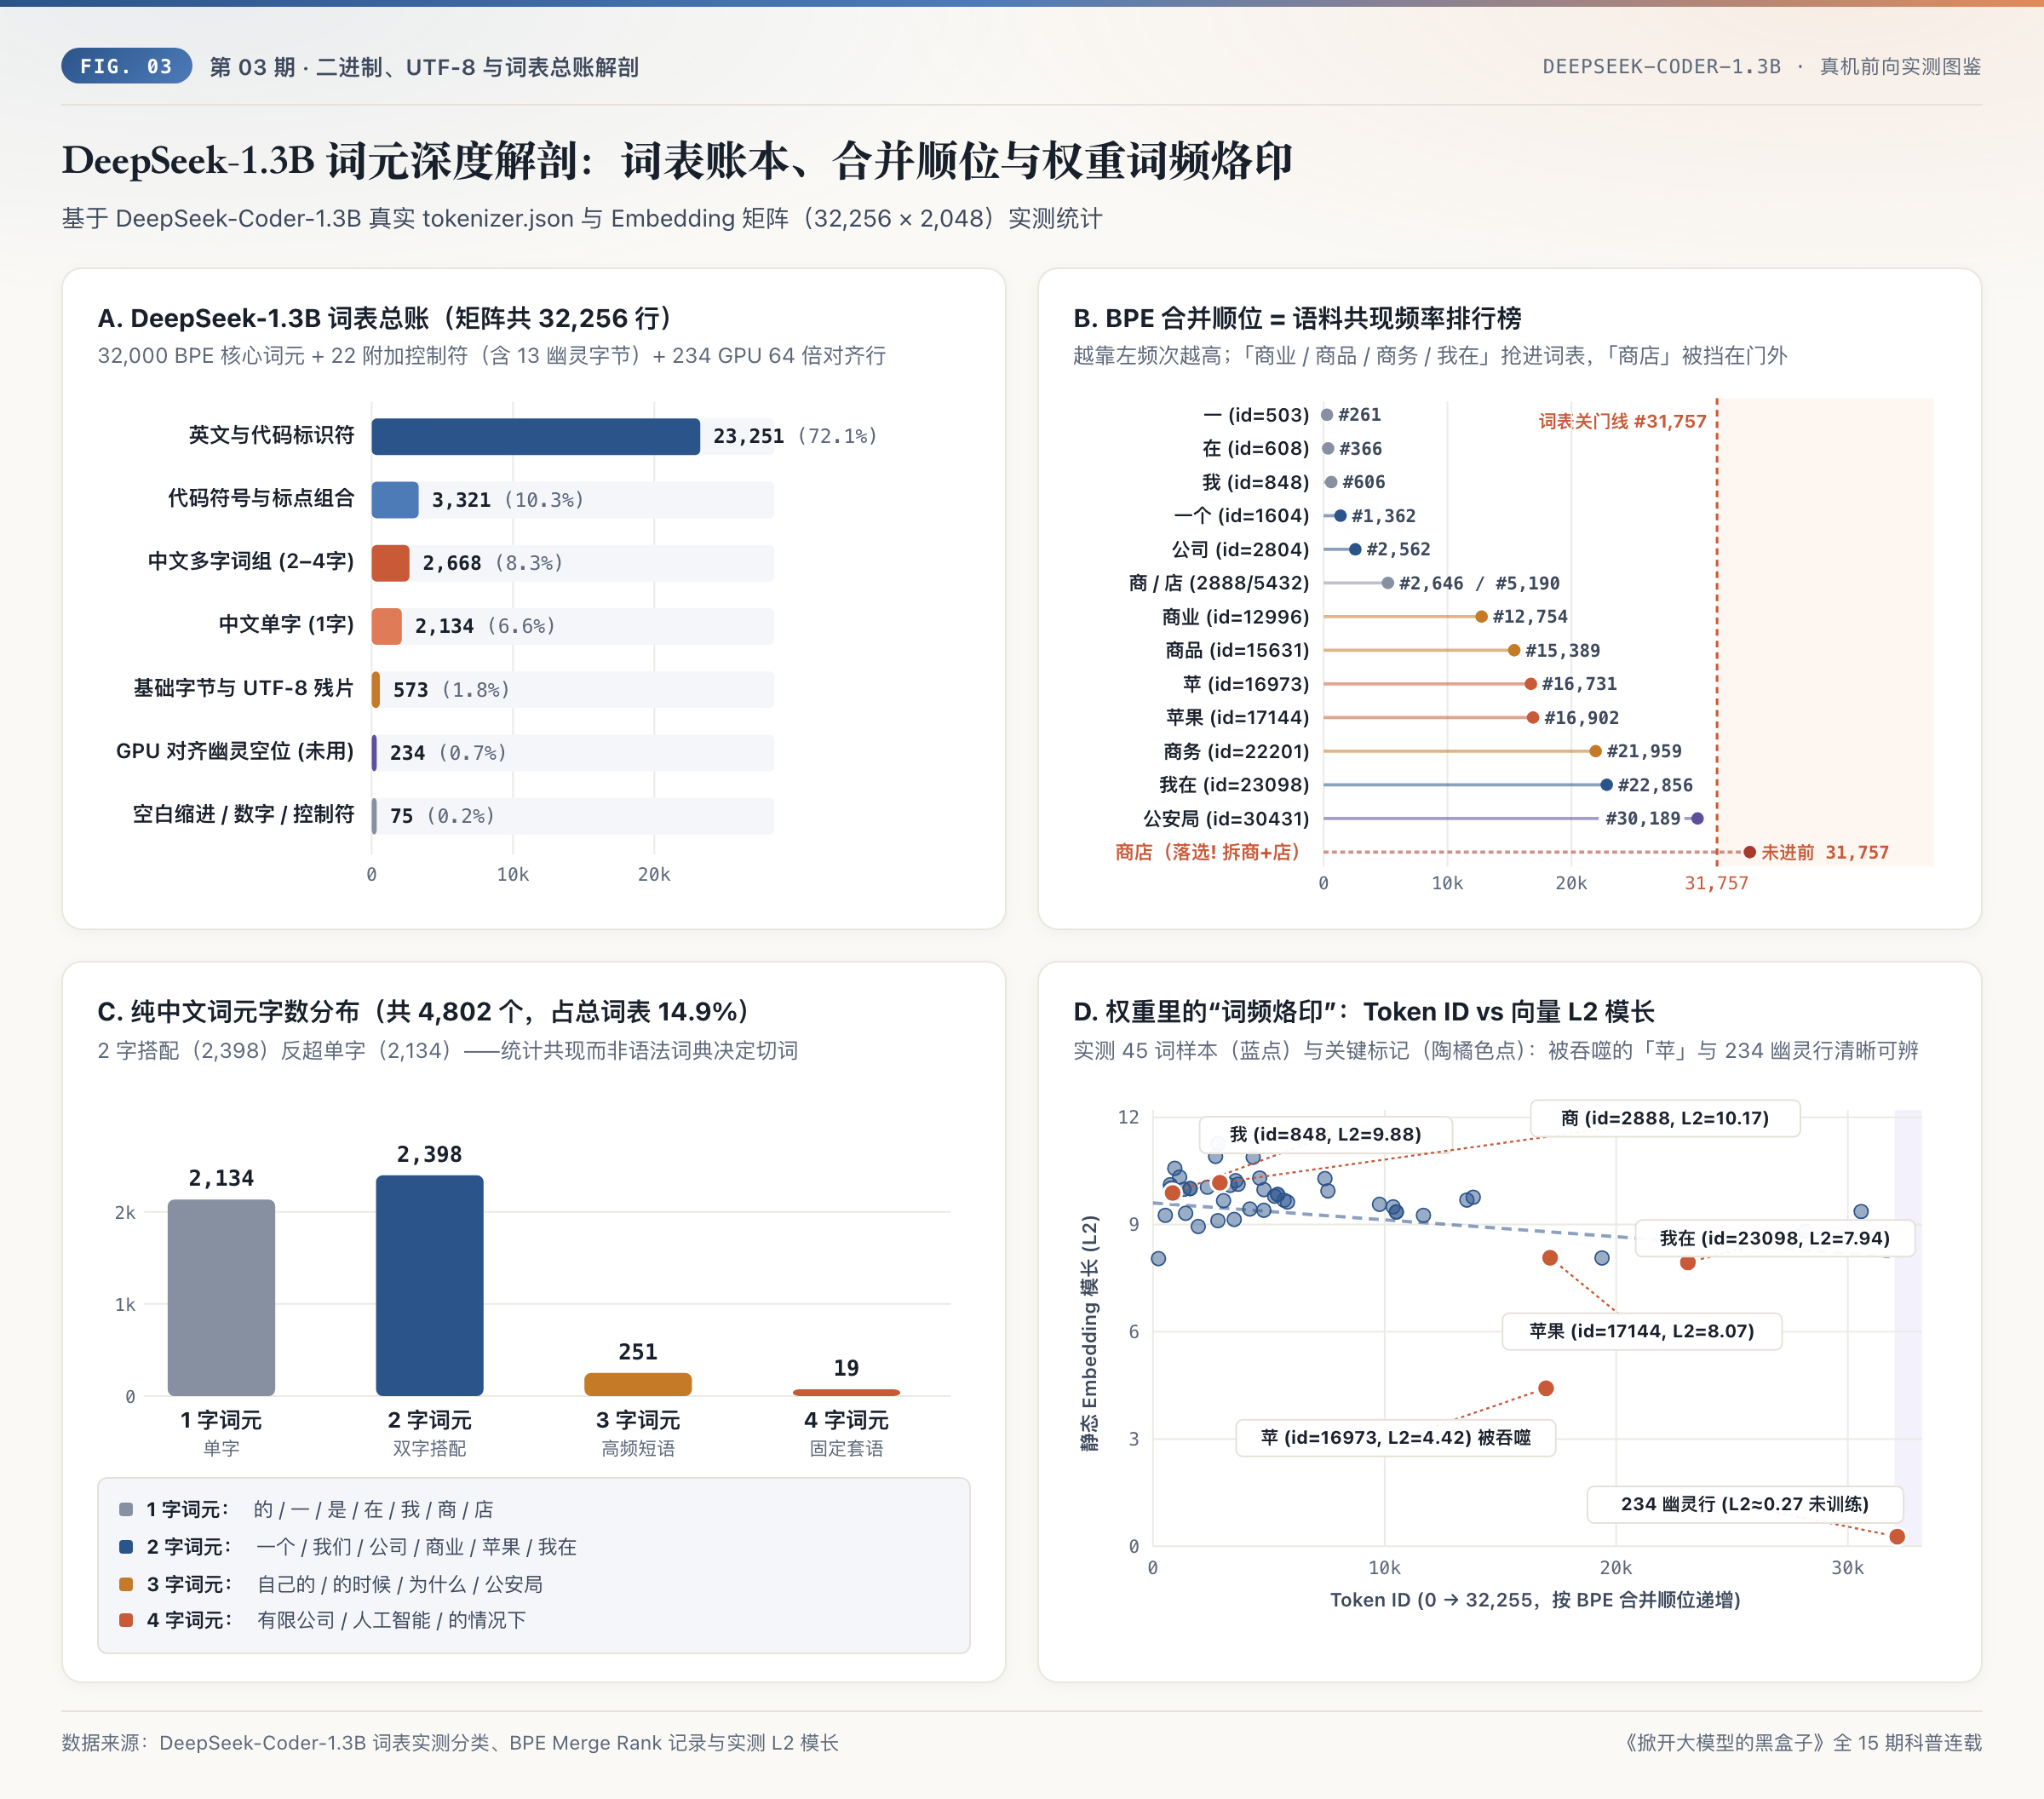 FIG. 03
第 03 期 · 二进制、UTF-8 与词表总账解剖
DEEPSEEK-CODER-1.3B · 真机前向实测图鉴
DeepSeek-1.3B 词元深度解剖：词表账本、合并顺位与权重词频烙印
基于 DeepSeek-Coder-1.3B 真实 tokenizer.json 与 Embedding 矩阵（32,256 × 2,048）实测统计
A. DeepSeek-1.3B 词表总账（矩阵共 32,256 行）
32,000 BPE 核心词元 + 22 附加控制符（含 13 幽灵字节）+ 234 GPU 64 倍对齐行
英文与代码标识符 23,251 (72.1%)
代码符号与标点组合 3,321 (10.3%)
中文多字词组 (2–4字) 2,668 (8.3%)
中文单字 (1字) 2,134 (6.6%)
基础字节与 UTF-8 残片 573 (1.8%)
GPU 对齐幽灵空位 (未用) 234 (0.7%)
空白缩进 / 数字 / 控制符 75 (0.2%)
0 10k 20k
B. BPE 合并顺位 = 语料共现频率排行榜
越靠左频次越高；「商业 / 商品 / 商务 / 我在」抢进词表，「商店」被挡在门外
词表关门线 #31,757
一 (id=503) #261
在 (id=608) #366
我 (id=848) #606
一个 (id=1604) #1,362
公司 (id=2804) #2,562
商 / 店 (2888/5432) #2,646 / #5,190
商业 (id=12996) #12,754
商品 (id=15631) #15,389
苹 (id=16973) #16,731
苹果 (id=17144) #16,902
商务 (id=22201) #21,959
我在 (id=23098) #22,856
公安局 (id=30431) #30,189
商店（落选! 拆商+店） 未进前 31,757
0 10k 20k 31,757
C. 纯中文词元字数分布（共 4,802 个，占总词表 14.9%）
2 字搭配（2,398）反超单字（2,134）——统计共现而非语法词典决定切词
2k
1k
0
2,134
2,398
251
19
1 字词元 2 字词元 3 字词元 4 字词元
单字 双字搭配 高频短语 固定套语
1 字词元： 的 / 一 / 是 / 在 / 我 / 商 / 店
2 字词元： 一个 / 我们 / 公司 / 商业 / 苹果 / 我在
3 字词元： 自己的 / 的时候 / 为什么 / 公安局
4 字词元： 有限公司 / 人工智能 / 的情况下
D. 权重里的“词频烙印”：Token ID vs 向量 L2 模长
实测 45 词样本（蓝点）与关键标记（陶橘色点）：被吞噬的「苹」与 234 幽灵行清晰可辨
静态 Embedding 模长 (L2)
12
9
6
3
0
我 (id=848, L2=9.88)
商 (id=2888, L2=10.17)
我在 (id=23098, L2=7.94)
苹果 (id=17144, L2=8.07)
苹 (id=16973, L2=4.42) 被吞噬
234 幽灵行 (L2≈0.27 未训练)
0 10k 20k 30k
Token ID (0 → 32,255，按 BPE 合并顺位递增)
数据来源：DeepSeek-Coder-1.3B 词表实测分类、BPE Merge Rank 记录与实测 L2 模长
《掀开大模型的黑盒子》全 15 期科普连载